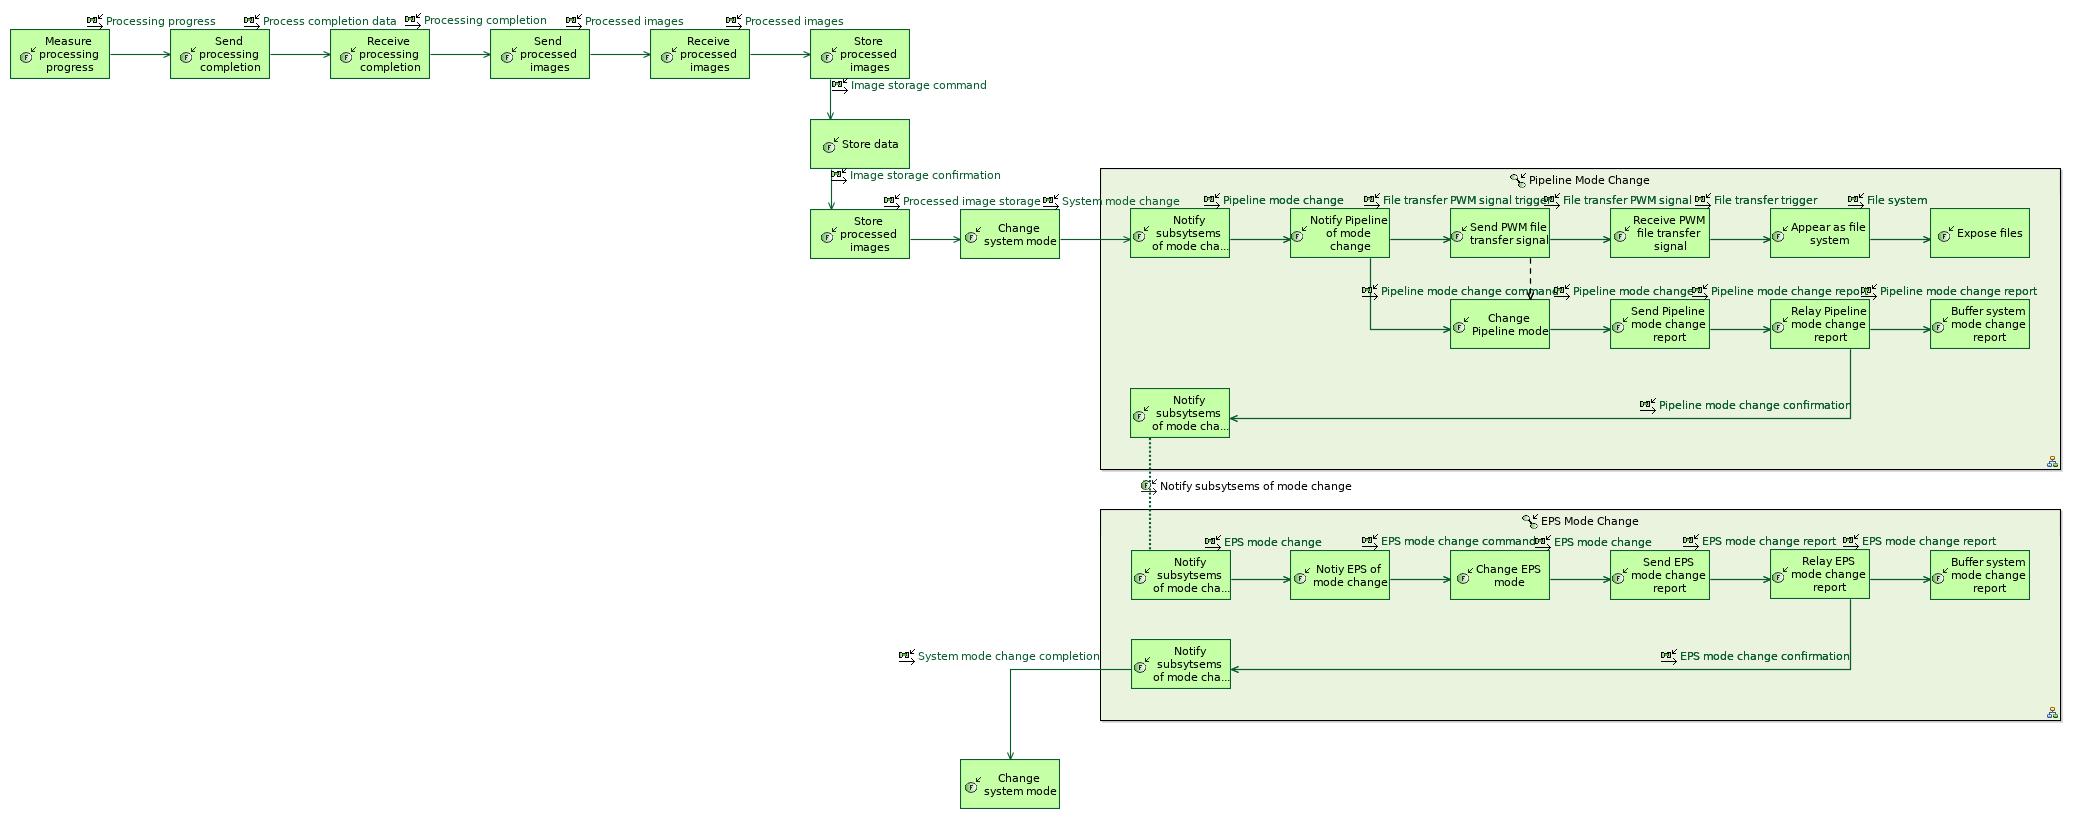 Processing progress
Process completion data
Processing completion
Processed images
Processed images
Measure
processing
progress
Send
processing
completion
Receive
processing
completion
Send
processed
images
Receive
processed
images
Store
processed
images
Image storage command
Store data
Image storage confirmation
Store
processed
images
Processed image storage
Change
system mode
System mode change
Pipeline Mode Change
Pipeline mode change
File transfer PWM signal trigger
File transfer PWM signal
File transfer trigger
File system
Notify
subsytsems
of mode cha...
Notify Pipeline
of mode
change
Send PWM file
transfer signal
Receive PWM
file transfer
signal
Appear as file
system
Expose files
Pipeline mode change command
Pipeline mode change
Pipeline mode change report
Pipeline mode change report
Change
Pipeline mode
Send Pipeline
mode change
report
Relay Pipeline
mode change
report
Buffer system
mode change
report
Notify
subsytsems
of mode cha...
Pipeline mode change confirmation
Notify subsytsems of mode change
EPS Mode Change
EPS mode change
EPS mode change command
EPS mode change
EPS mode change report
EPS mode change report
Notify
subsytsems
of mode cha...
Notiy EPS of
mode change
Change EPS
mode
Send EPS
mode change
report
Relay EPS
mode change
report
Buffer system
mode change
report
System mode change completion
Notify
subsytsems
of mode cha...
EPS mode change confirmation
Change
system mode